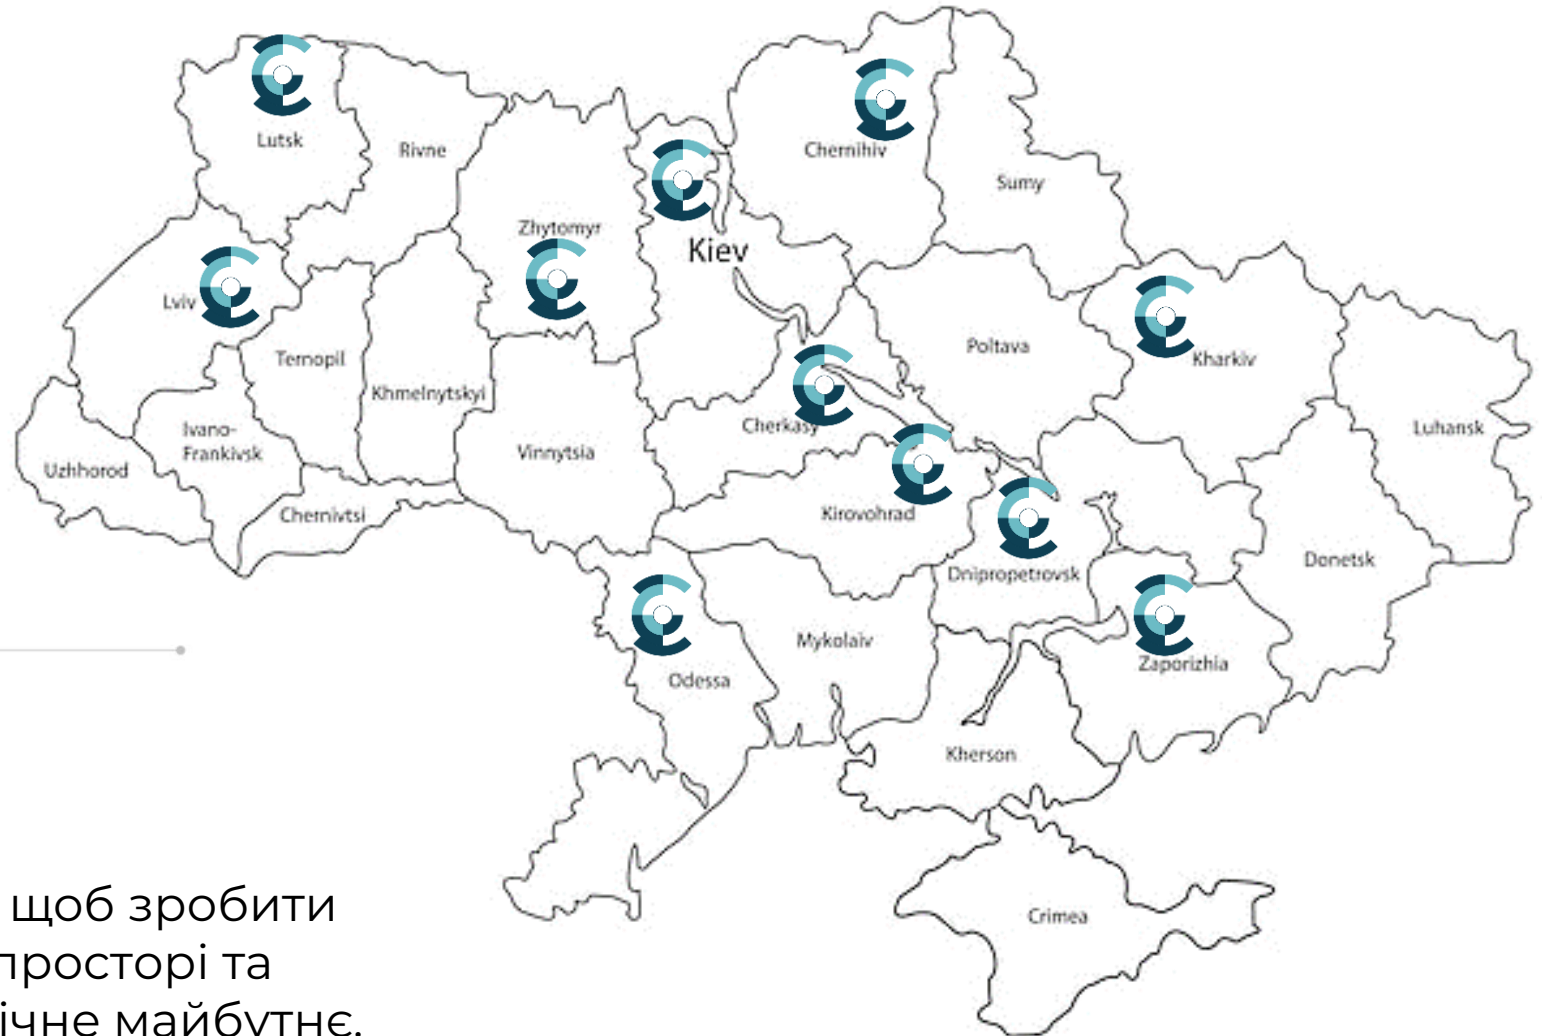 Lutsk
Rivne
Chernihiv
Sumy
Zhytomyr
Kiev
Lviv
Ternopil
Khmelnytskyi
Poltava
Kharkiv
Ivano-
Frankivsk
Uzhhorod
Vinnytsia
Cherkasy
Luhansk
Chernivtsi
Kirovohrad
Dnipropetrovsk
Donetsk
Mykolaiv
Odessa
Zaporizhia
Kherson
Crimea
щоб зробити
просторі та
ічне майбутнє.